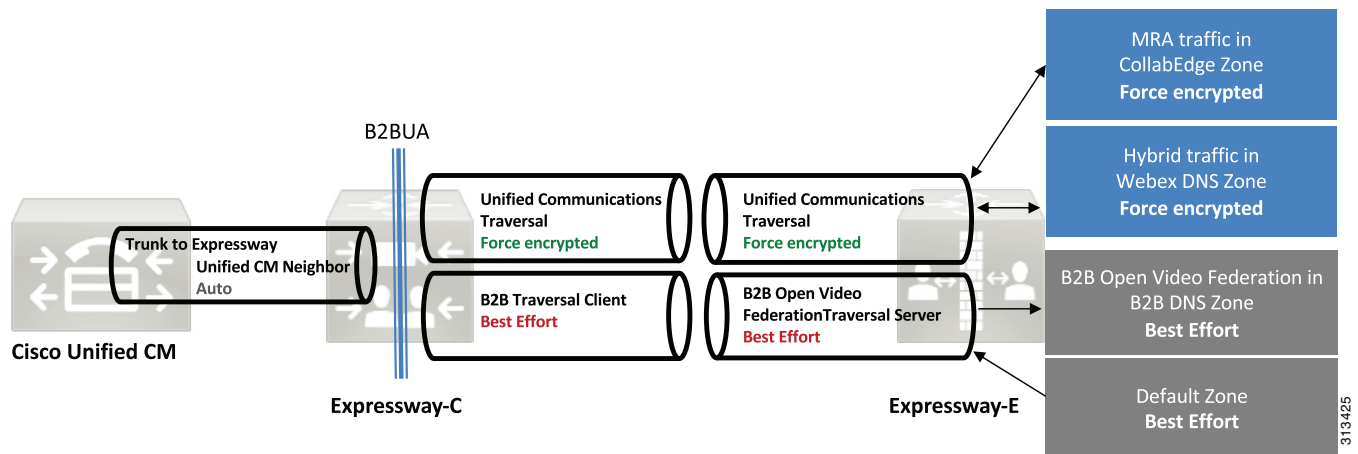 B2BUA
Trunk to Expressway
Unified CM Neighbor
Auto
Cisco Unified CM
Unified Communications
Traversal
Force encrypted
B2B Traversal Client
Best Effort
Expressway-C
Unified Communications
Traversal
Force encrypted
B2B Open Video
FederationTraversal Server
Best Effort
Expressway-E
MRA traffic in
CollabEdge Zone
Force encrypted
Hybrid traffic in
Webex DNS Zone
Force encrypted
B2B Open Video Federation in
B2B DNS Zone
Best Effort
Default Zone
Best Effort
313425